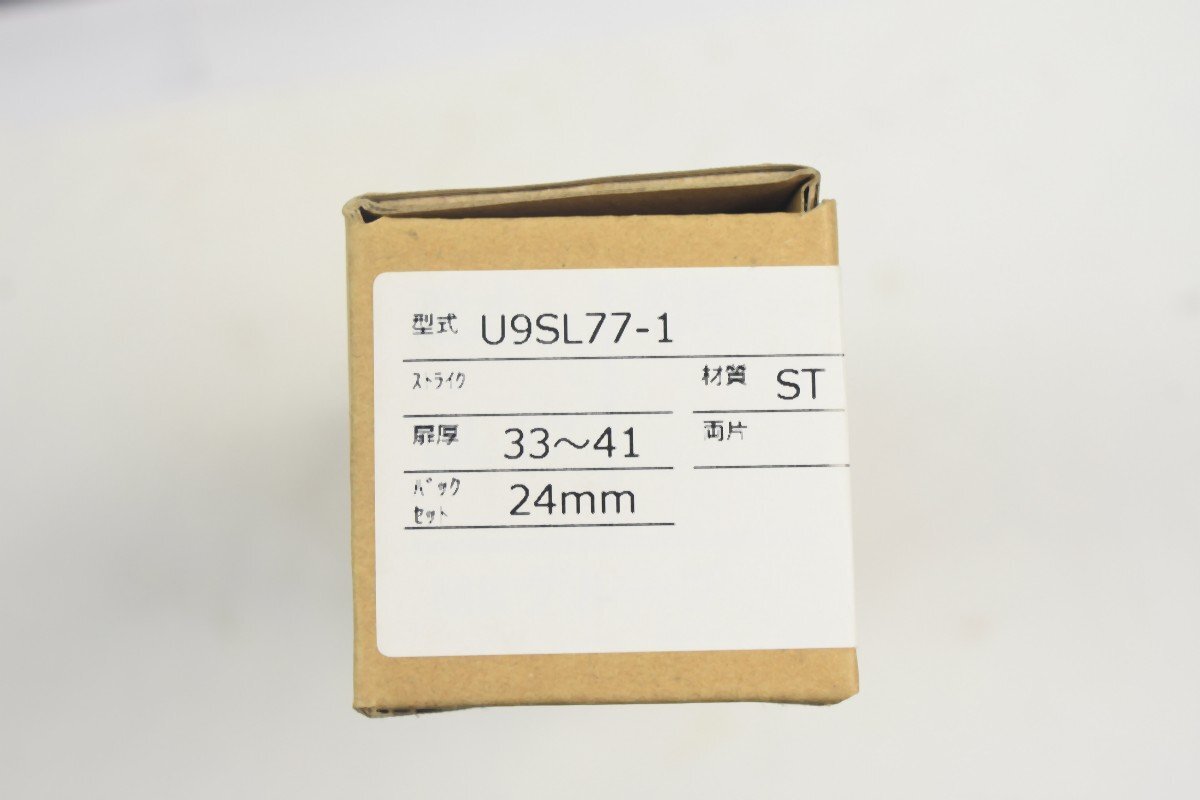 型式 U9SL77-1
ｽﾄﾗｲｸ 材質 ST
扉厚 33～41 両片
ﾊﾞｯｸ
ｾｯﾄ 24mm